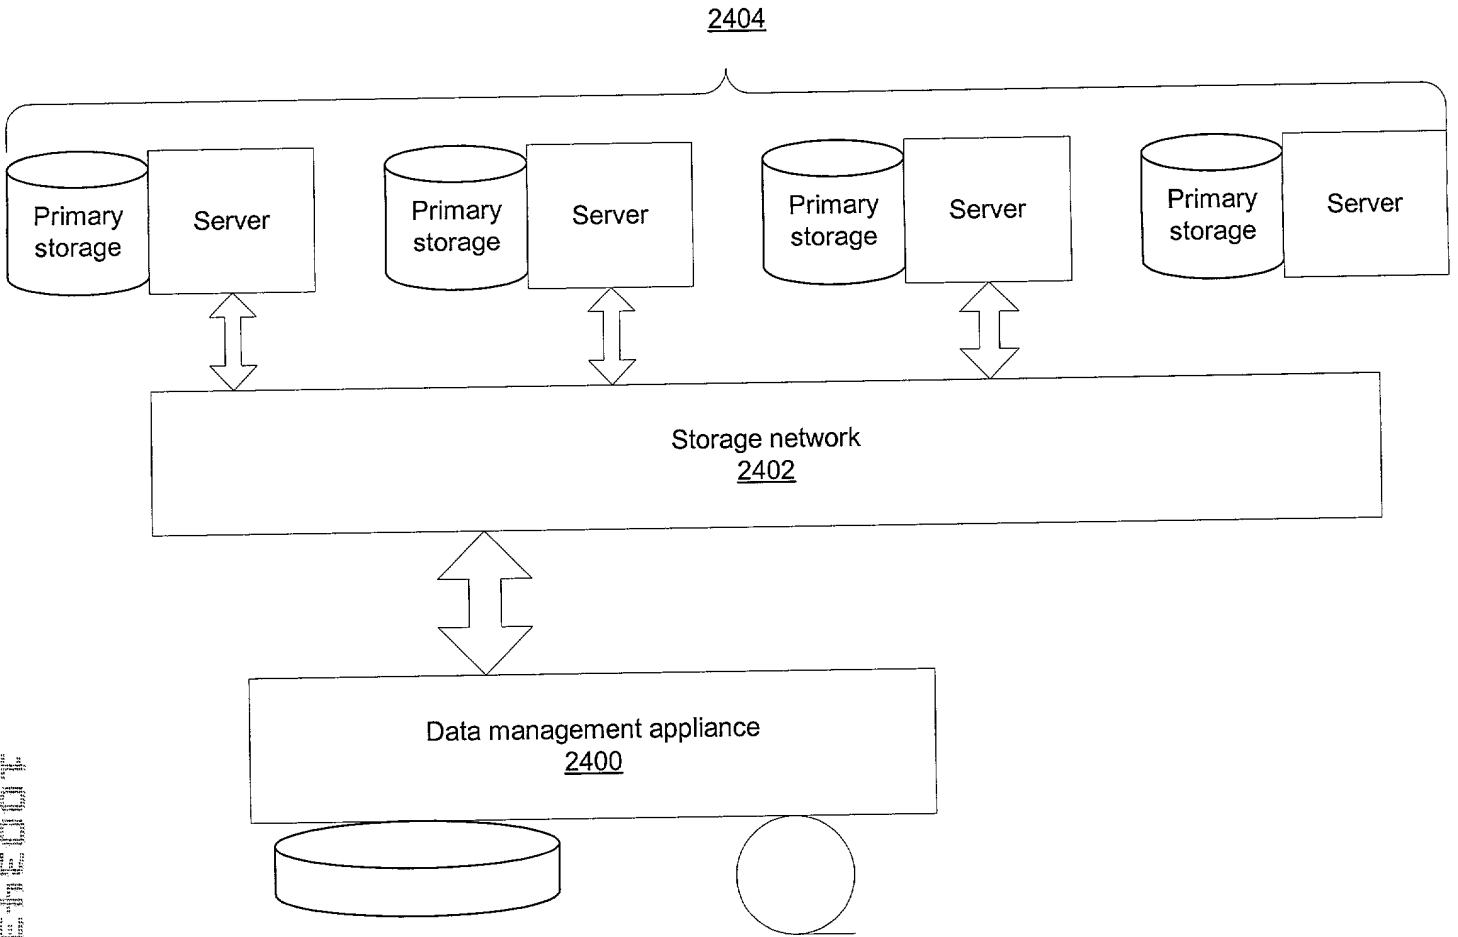 2404
Primary
storage
Server
Primary
storage
Server
Primary
storage
Server
Primary
storage
Server
Storage network
2402
Data management appliance
2400